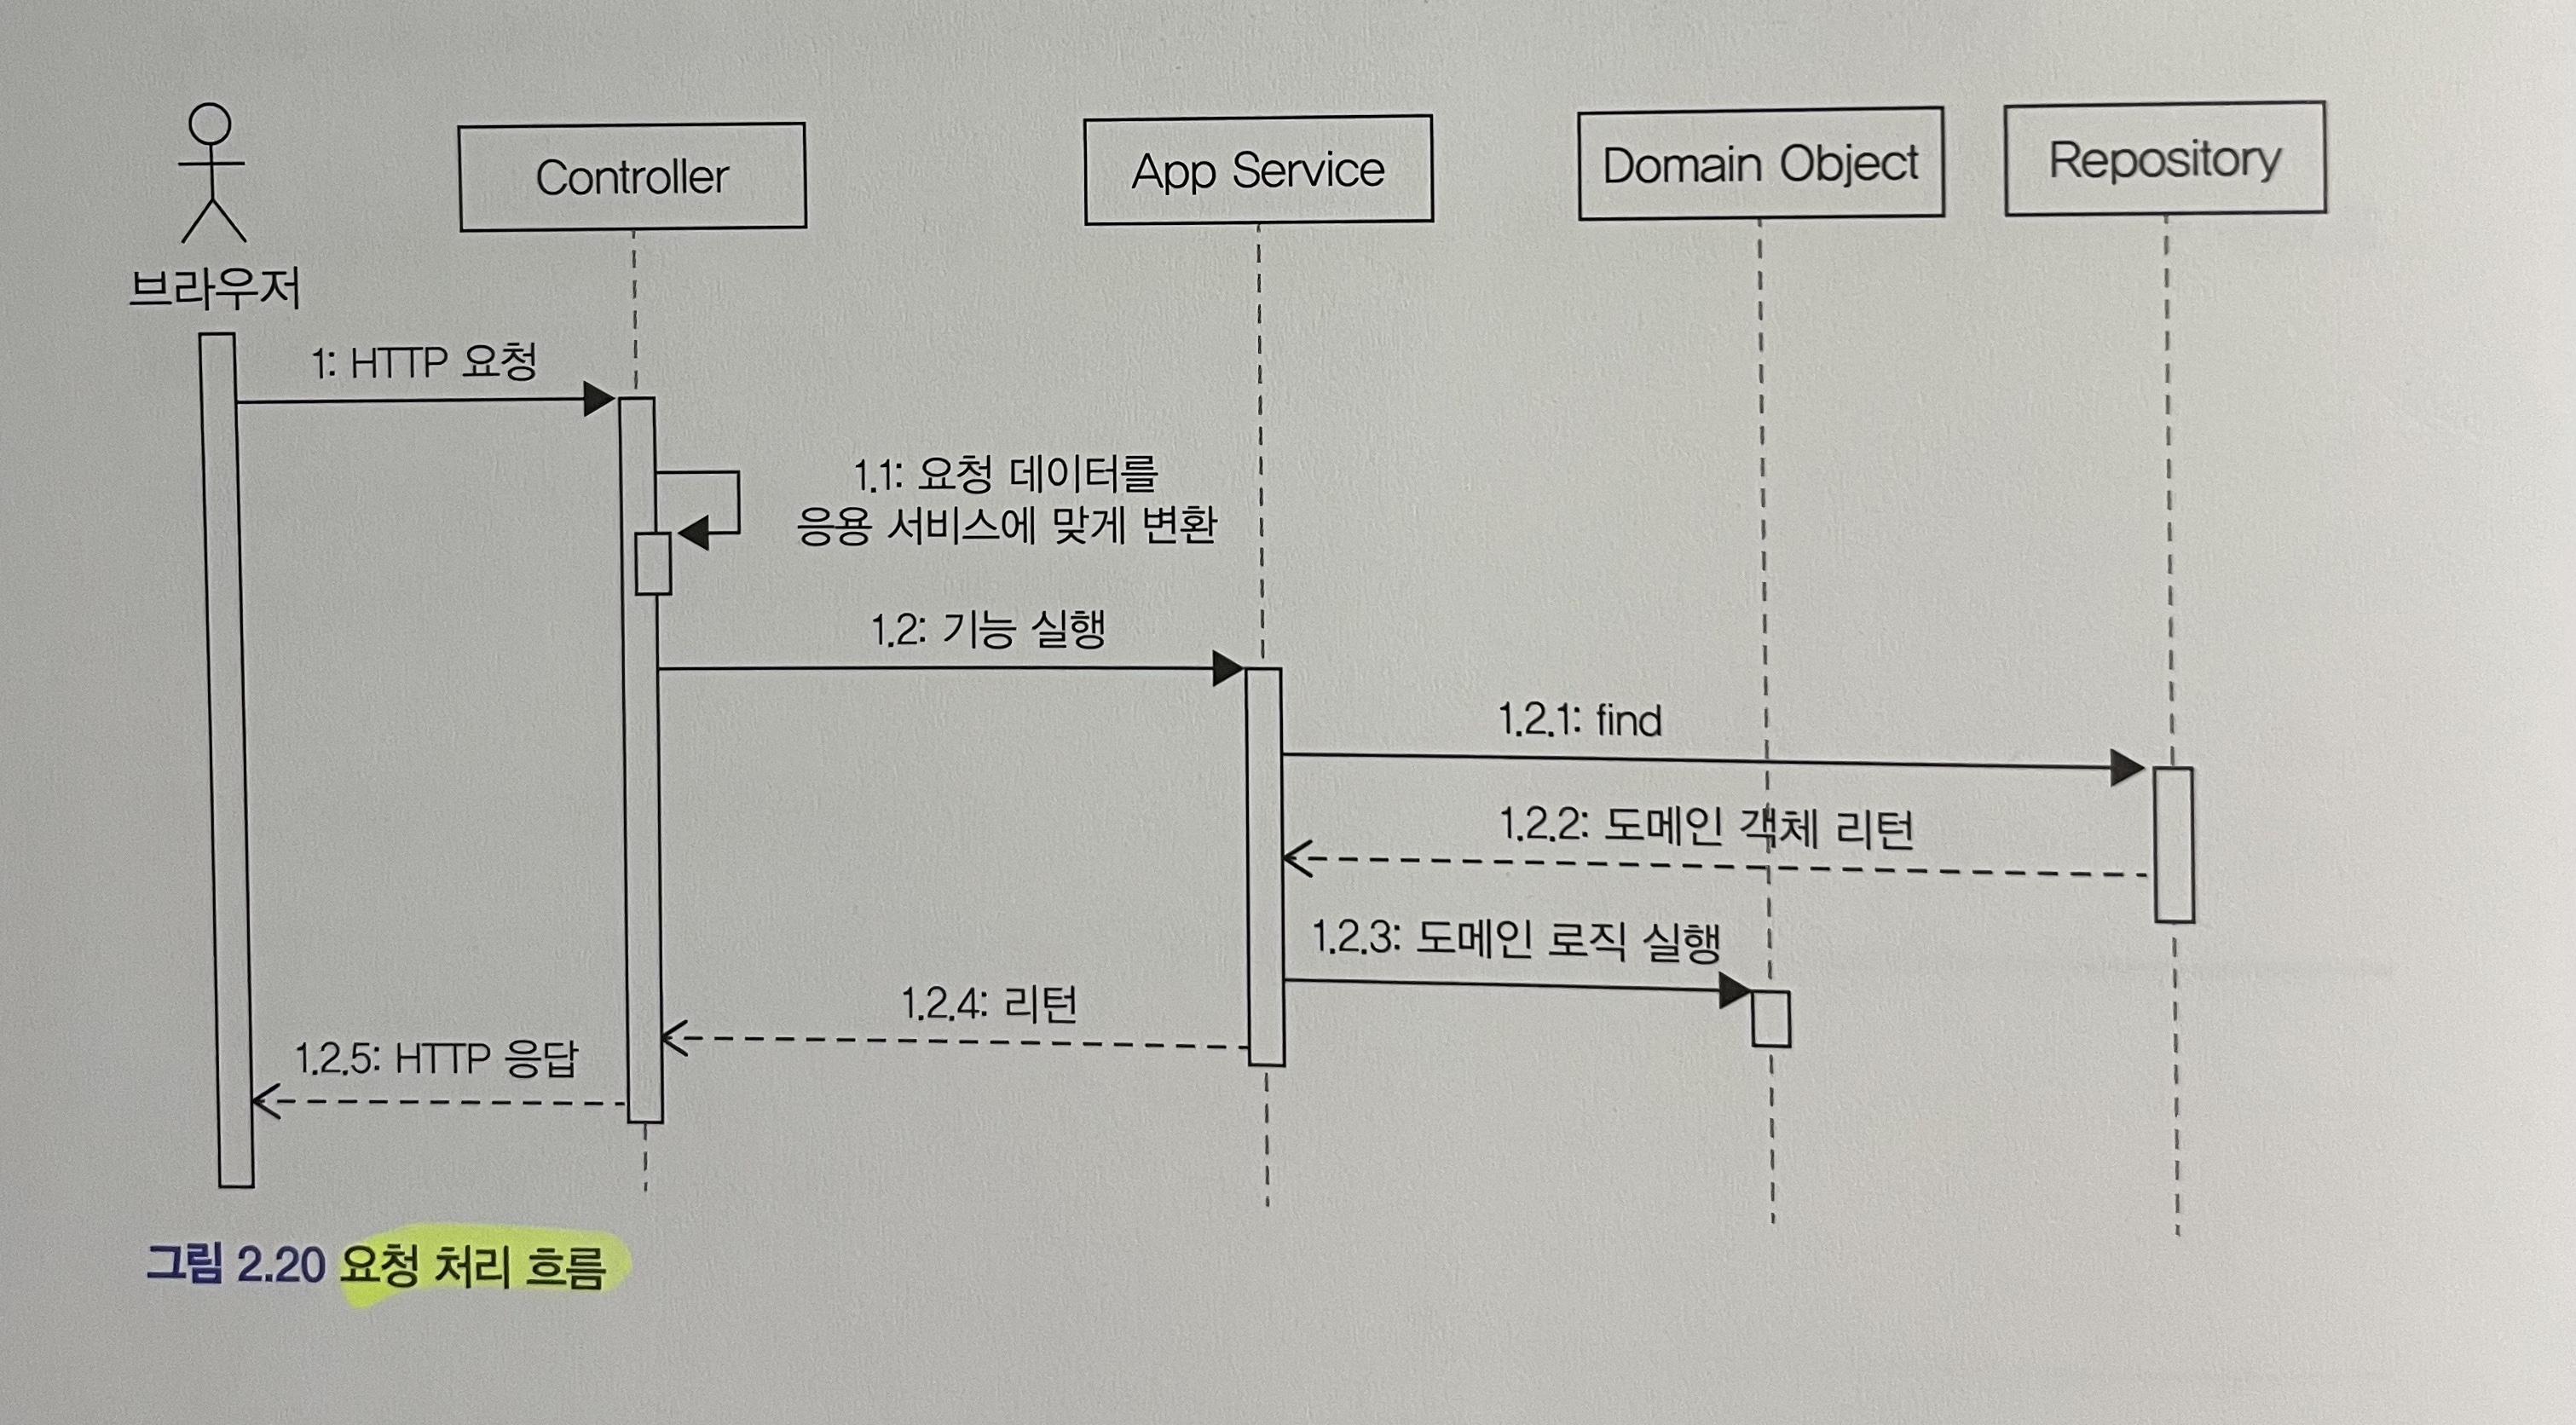 Controller
App Service
Domain Object
Repository
브라우저
1: HTTP 요청
1.1: 요청 데이터를
응용 서비스에 맞게 변환
1.2: 기능 실행
1.2.1: find
1.2.2: 도메인 객체 리턴
1.2.3: 도메인 로직 실행
1.2.4: 리턴
1.2.5: HTTP 응답
그림 2.20 요청 처리 흐름